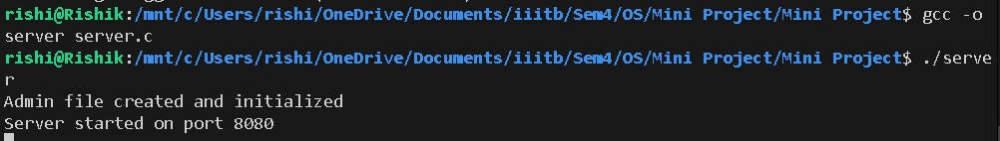 rishi@Rishik:/mnt/c/Users/rishi/OneDrive/Documents/iiitb/Sem4/OS/Mini Project/Mini Project$ gcc -o
server server.c
rishi@Rishik:/mnt/c/Users/rishi/OneDrive/Documents/iiitb/Sem4/OS/Mini Project/Mini Project$ ./serve
r
Admin file created and initialized
Server started on port 8080